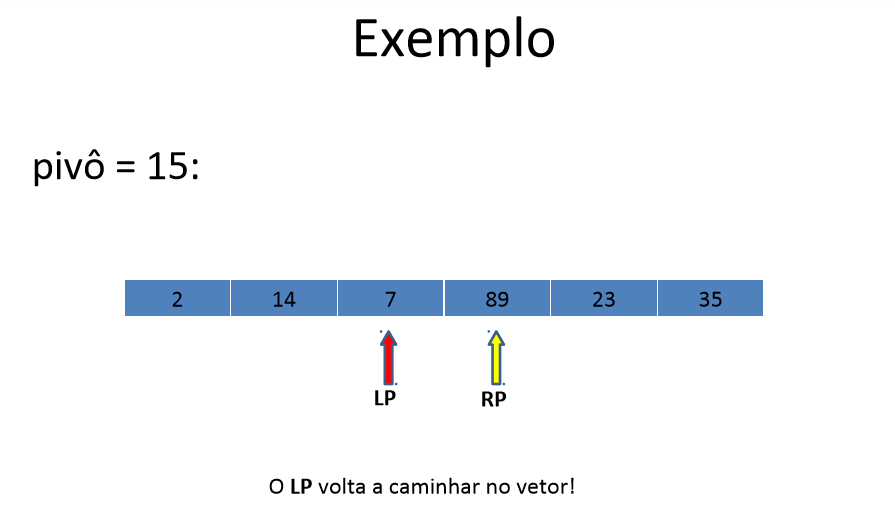 Exemplo
pivô = 15:
2 14 7 89 23 35
LP RP
O LP volta a caminhar no vetor!